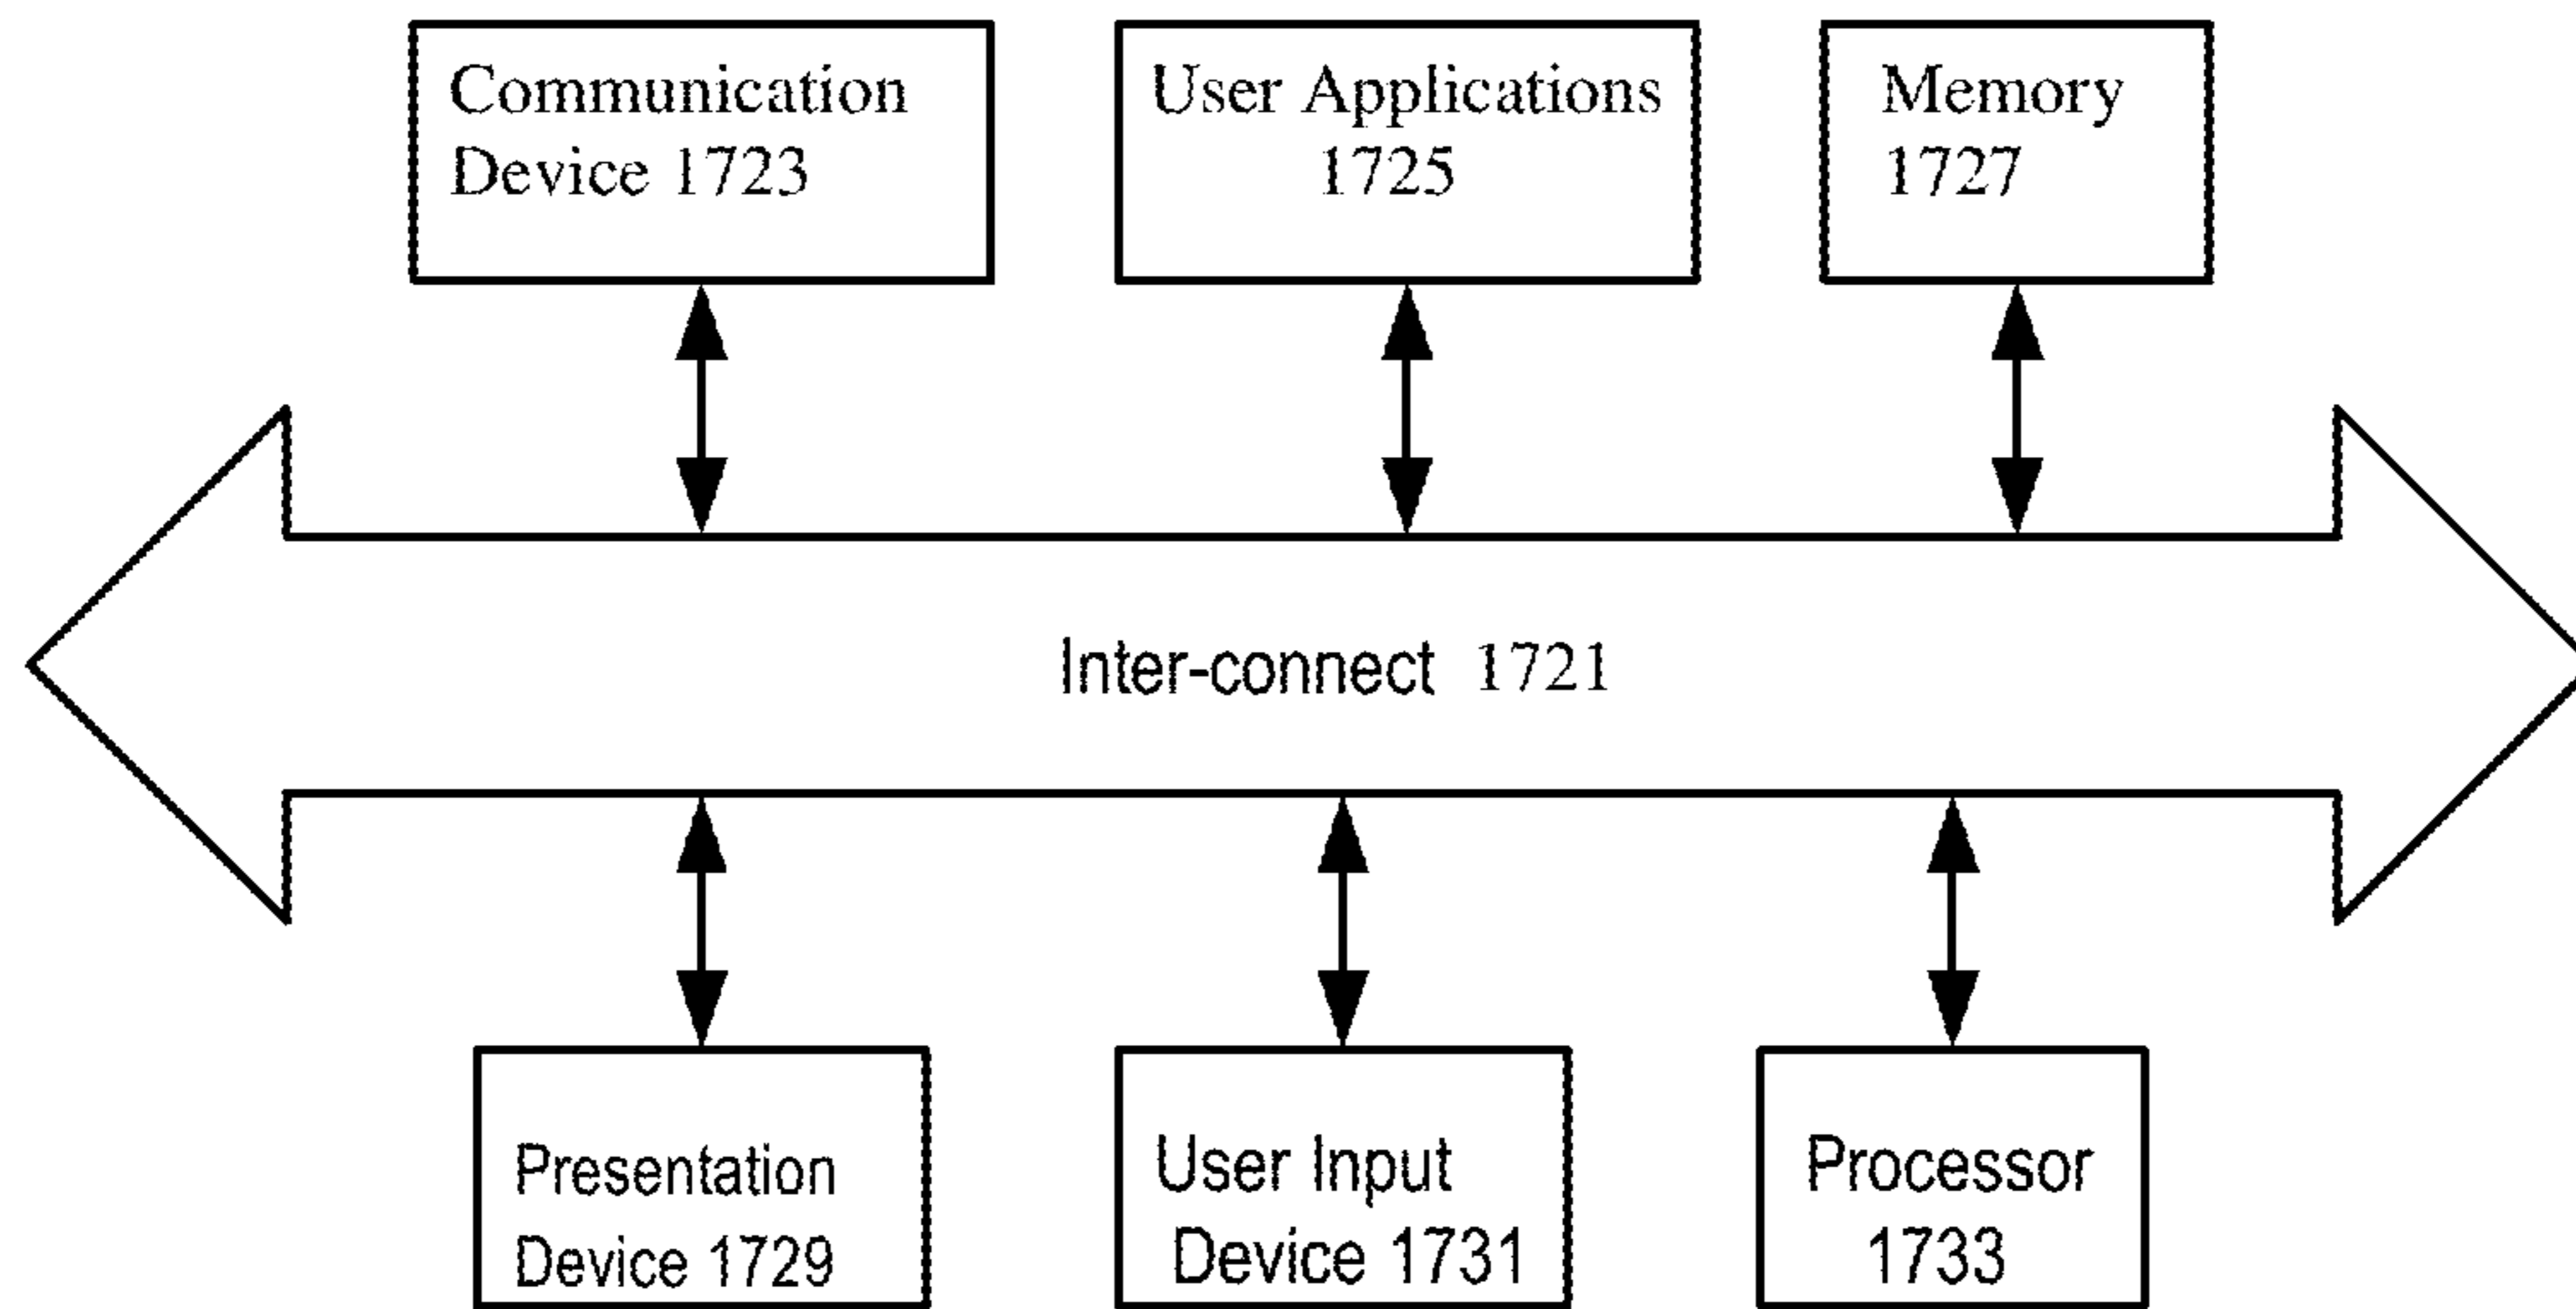 Communication
Device 1723
User Applications
1725
Memory
1727
Inter-connect 1721
Presentation
Device 1729
User Input
Device 1731
Processor
1733